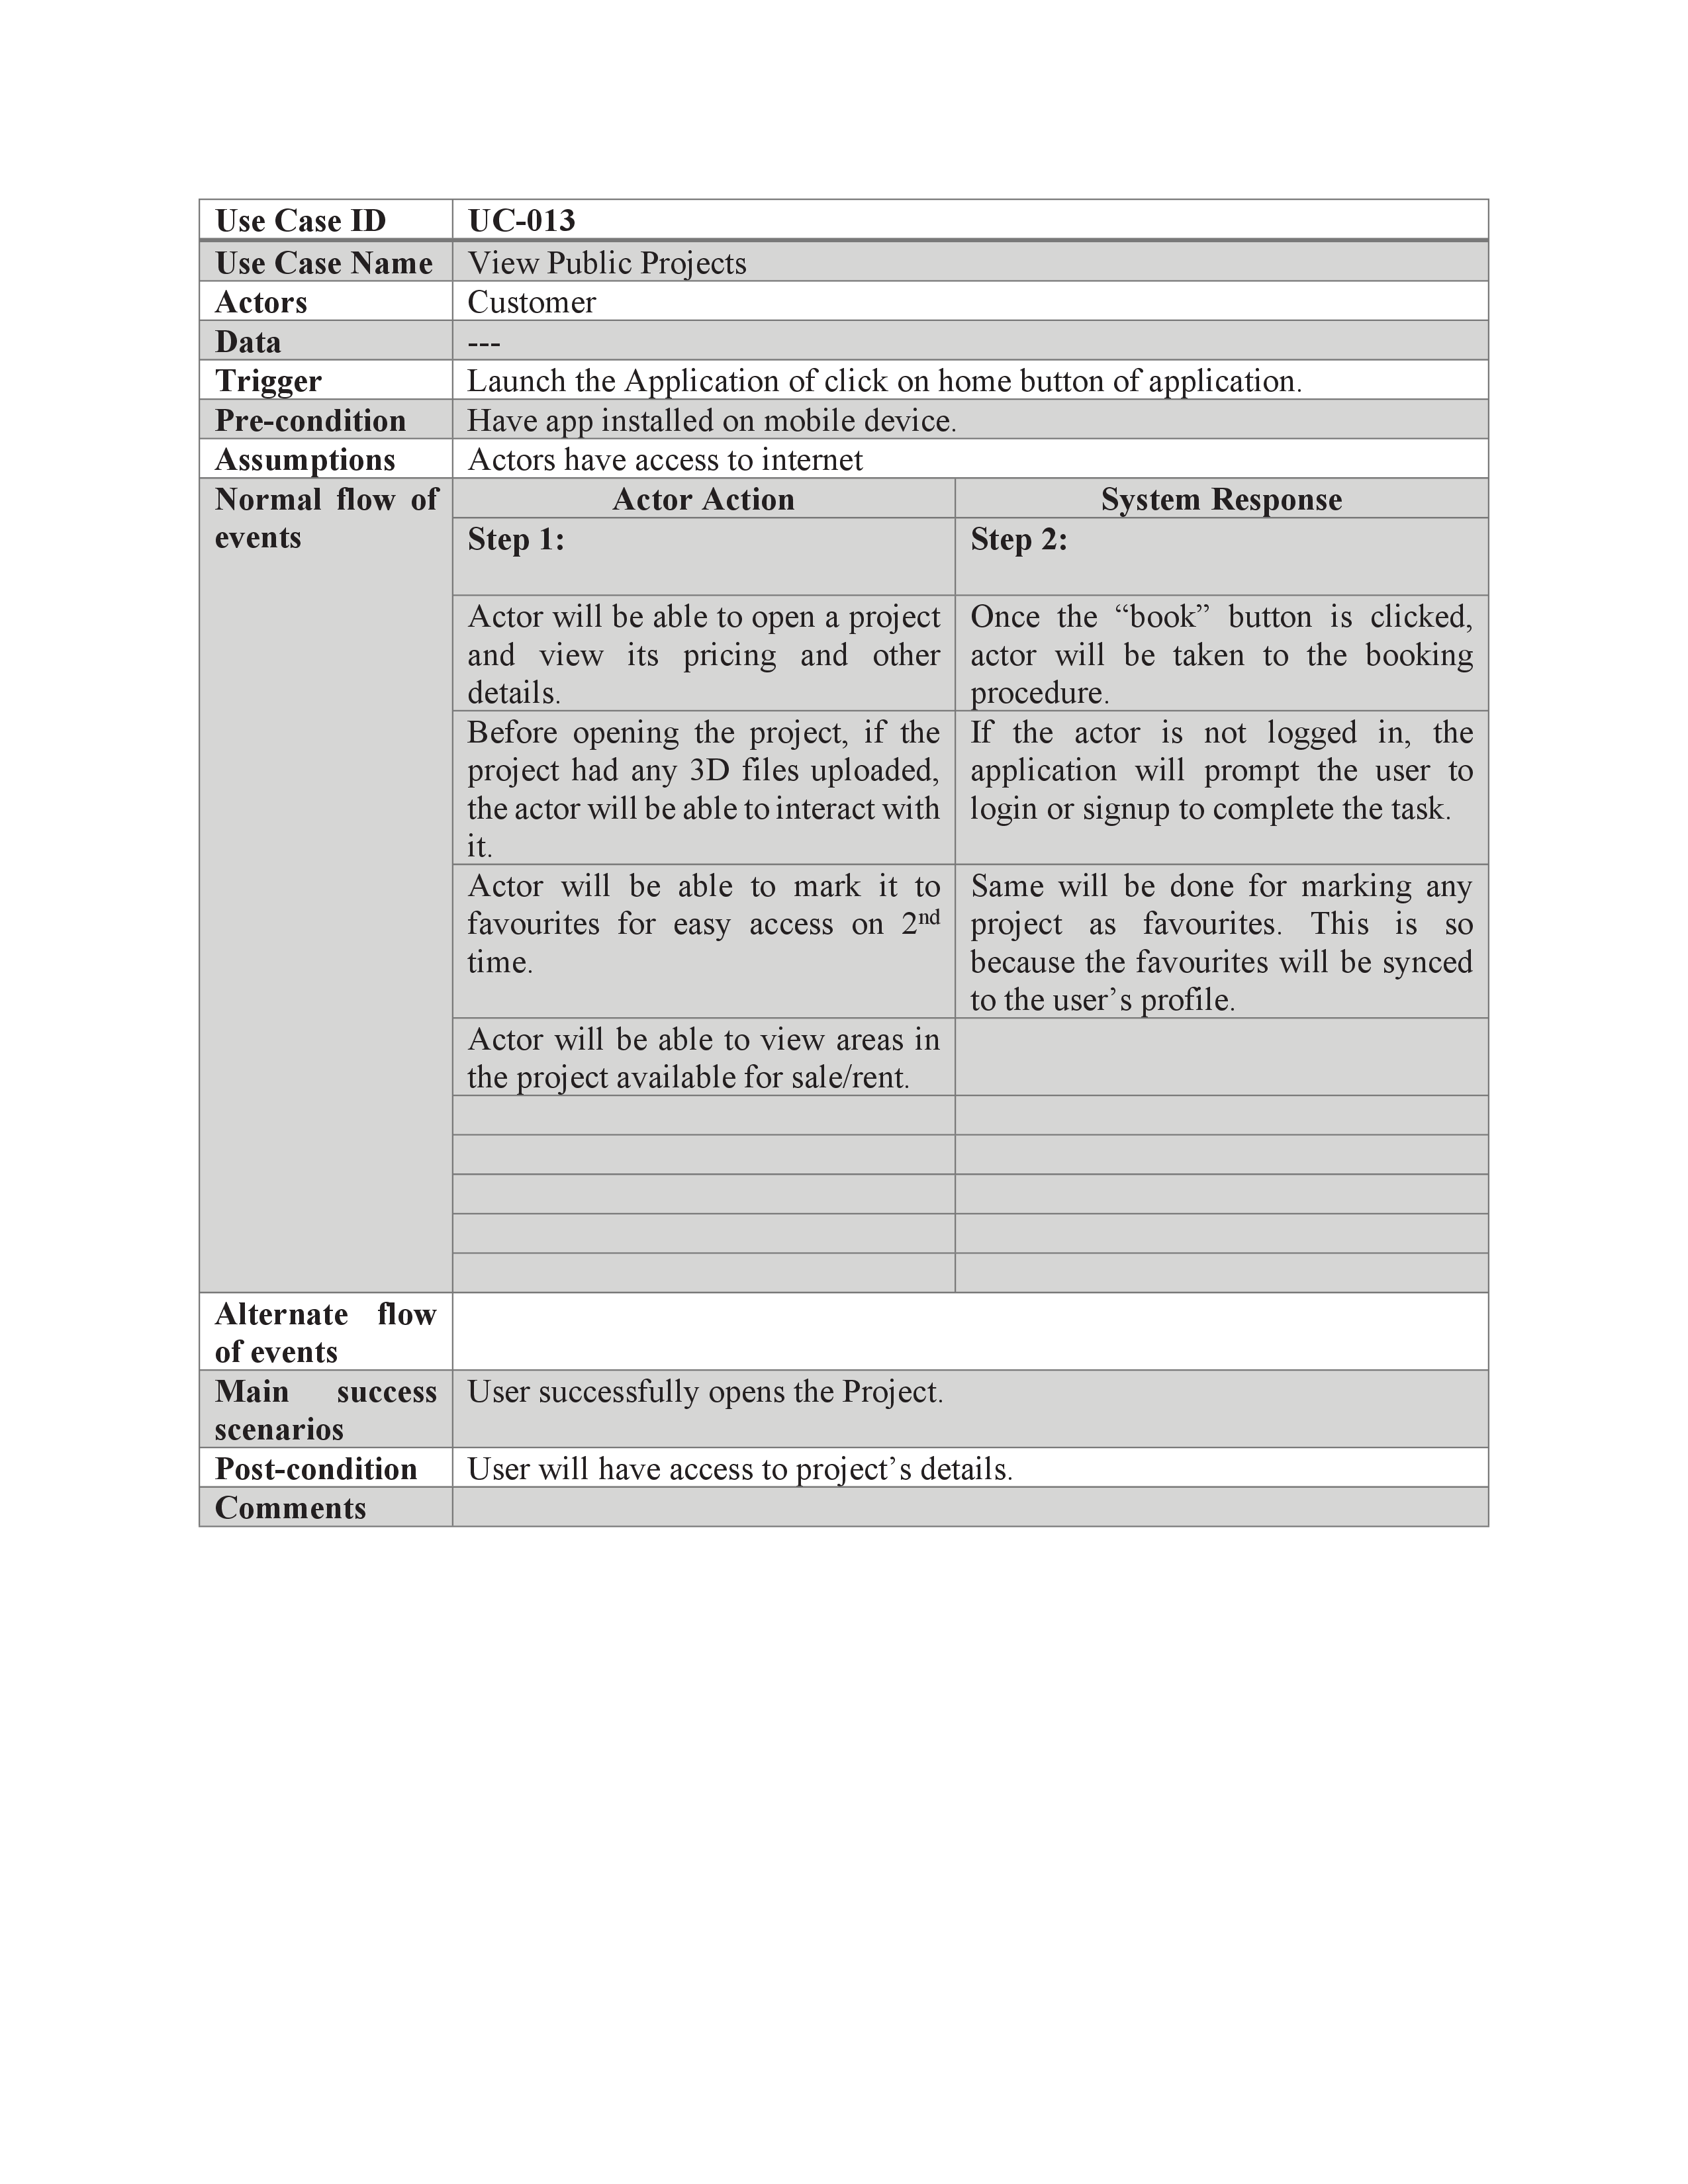 Use Case ID UC-013
Use Case Name View Public Projects
Actors Customer
Data ---
Trigger Launch the Application of click on home button of application.
Pre-condition Have app installed on mobile device.
Assumptions Actors have access to internet
Normal flow of
events
Actor Action System Response
Step 1: Step 2:
Actor will be able to open a project
and view its pricing and other
details.
Once the “book” button is clicked,
actor will be taken to the booking
procedure.
Before opening the project, if the
project had any 3D files uploaded,
the actor will be able to interact with
it.
If the actor is not logged in, the
application will prompt the user to
login or signup to complete the task.
Actor will be able to mark it to
favourites for easy access on 2nd
time.
Same will be done for marking any
project as favourites. This is so
because the favourites will be synced
to the user’s profile.
Actor will be able to view areas in
the project available for sale/rent.
Alternate flow
of events
Main success
scenarios
User successfully opens the Project.
Post-condition User will have access to project’s details.
Comments